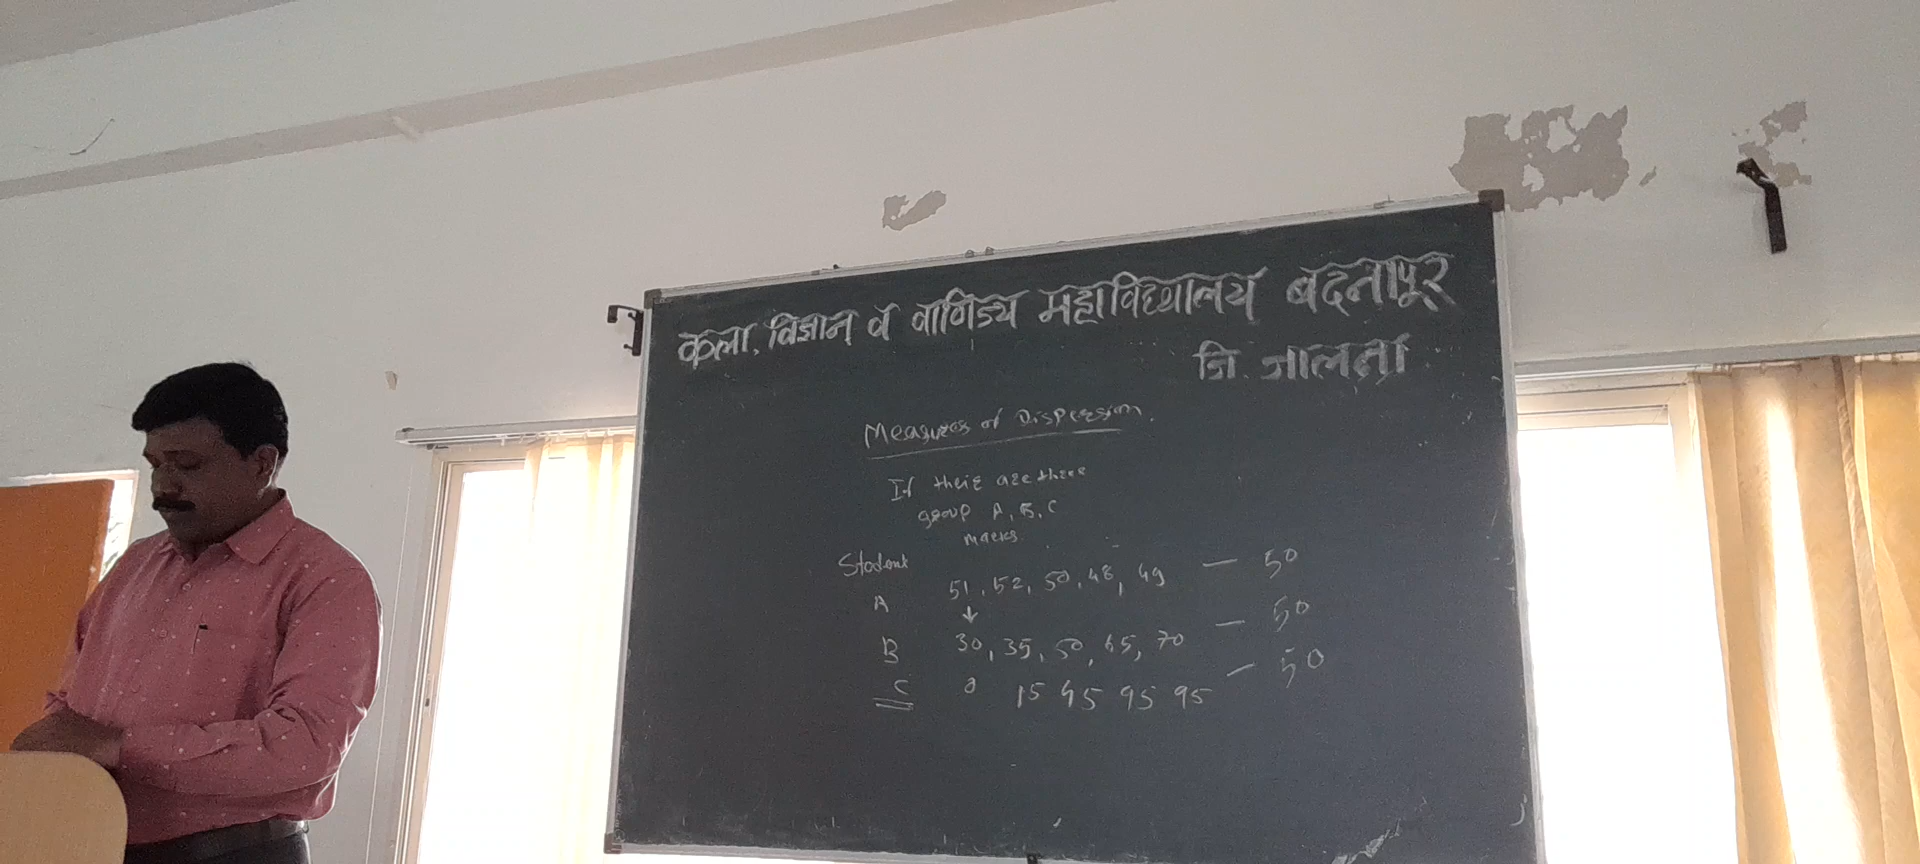 कला, विज्ञान व वाणिज्य महाविद्यालय बदनापूर
जि. जालना
Measures of Dispersion.
If their are three
group A, B, C
marks
Student
A 51, 52, 50, 48, 49 — 50
↓
B 30, 35, 50, 65, 70 — 50
C 0 15 45 95 95 — 50